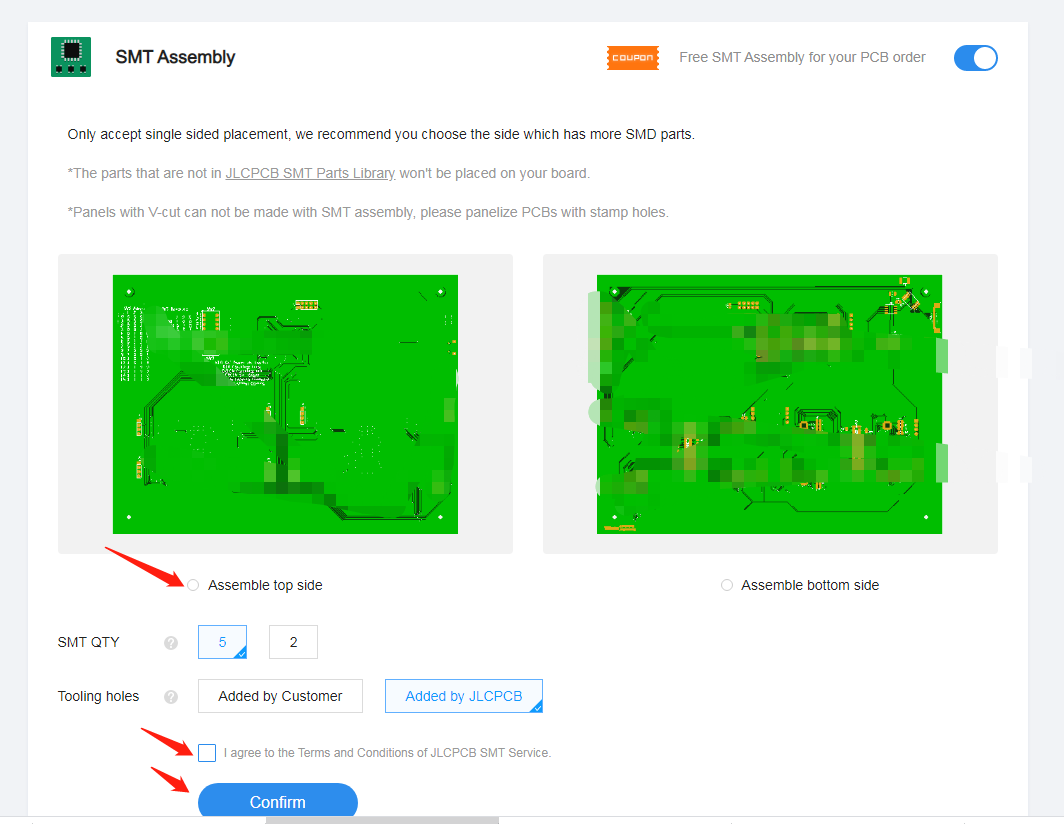 SMT Assembly
COUPON
Free SMT Assembly for your PCB order
Only accept single sided placement, we recommend you choose the side which has more SMD parts.
*The parts that are not in JLCPCB SMT Parts Library won't be placed on your board.
*Panels with V-cut can not be made with SMT assembly, please panelize PCBs with stamp holes.
Assemble top side
Assemble bottom side
SMT QTY
?
5
2
Tooling holes
?
Added by Customer
Added by JLCPCB
I agree to the Terms and Conditions of JLCPCB SMT Service.
Confirm